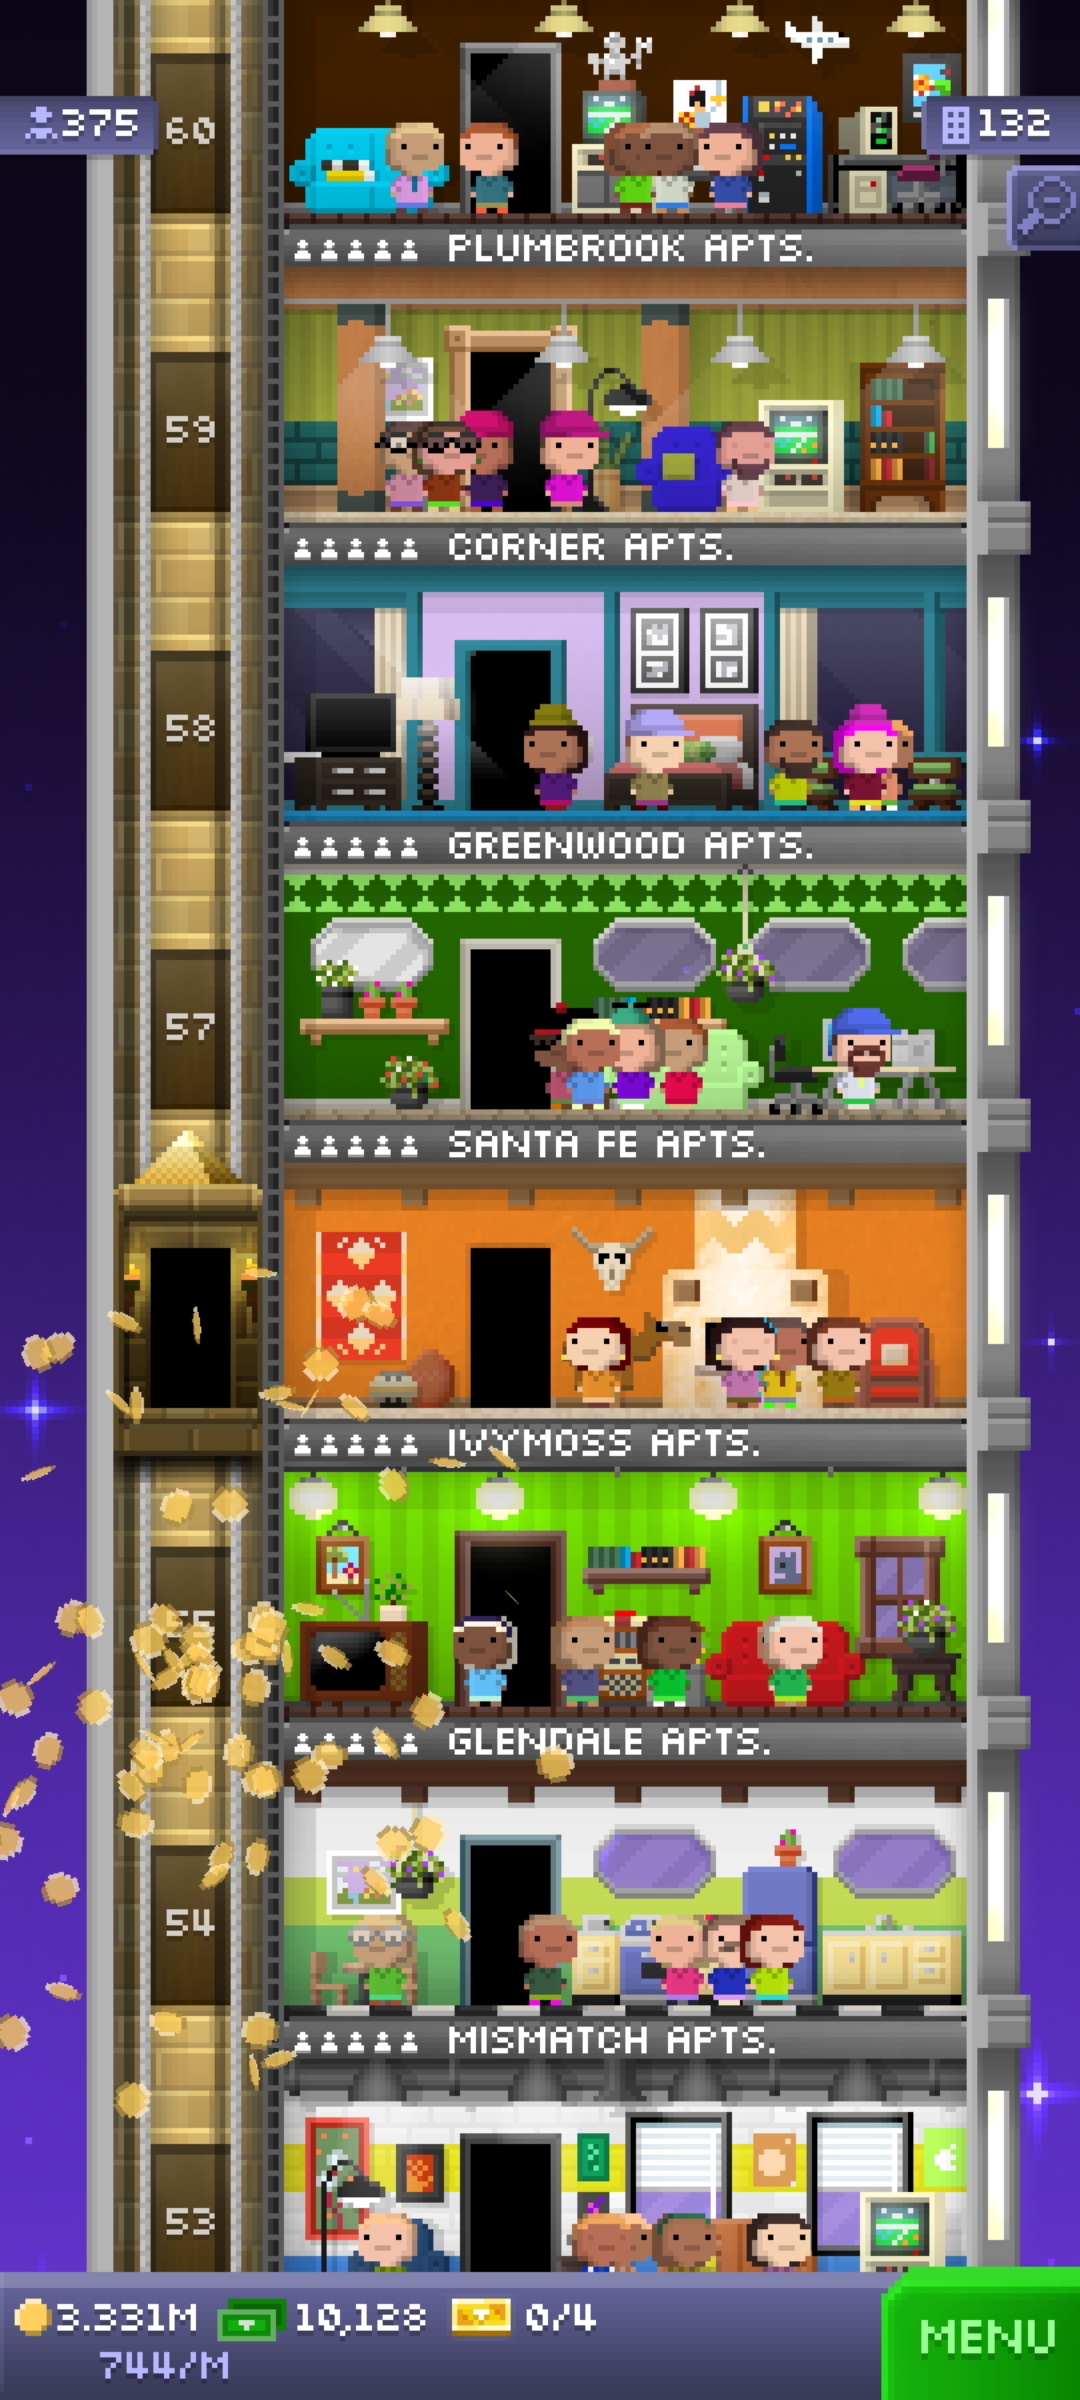 375
60
132
PLUMBROOK APTS.
59
CORNER APTS.
58
GREENWOOD APTS.
57
SANTA FE APTS.
IVYMOSS APTS.
55
GLENDALE APTS.
54
MISMATCH APTS.
53
3.331M 10,128 0/4
744/M
MENU